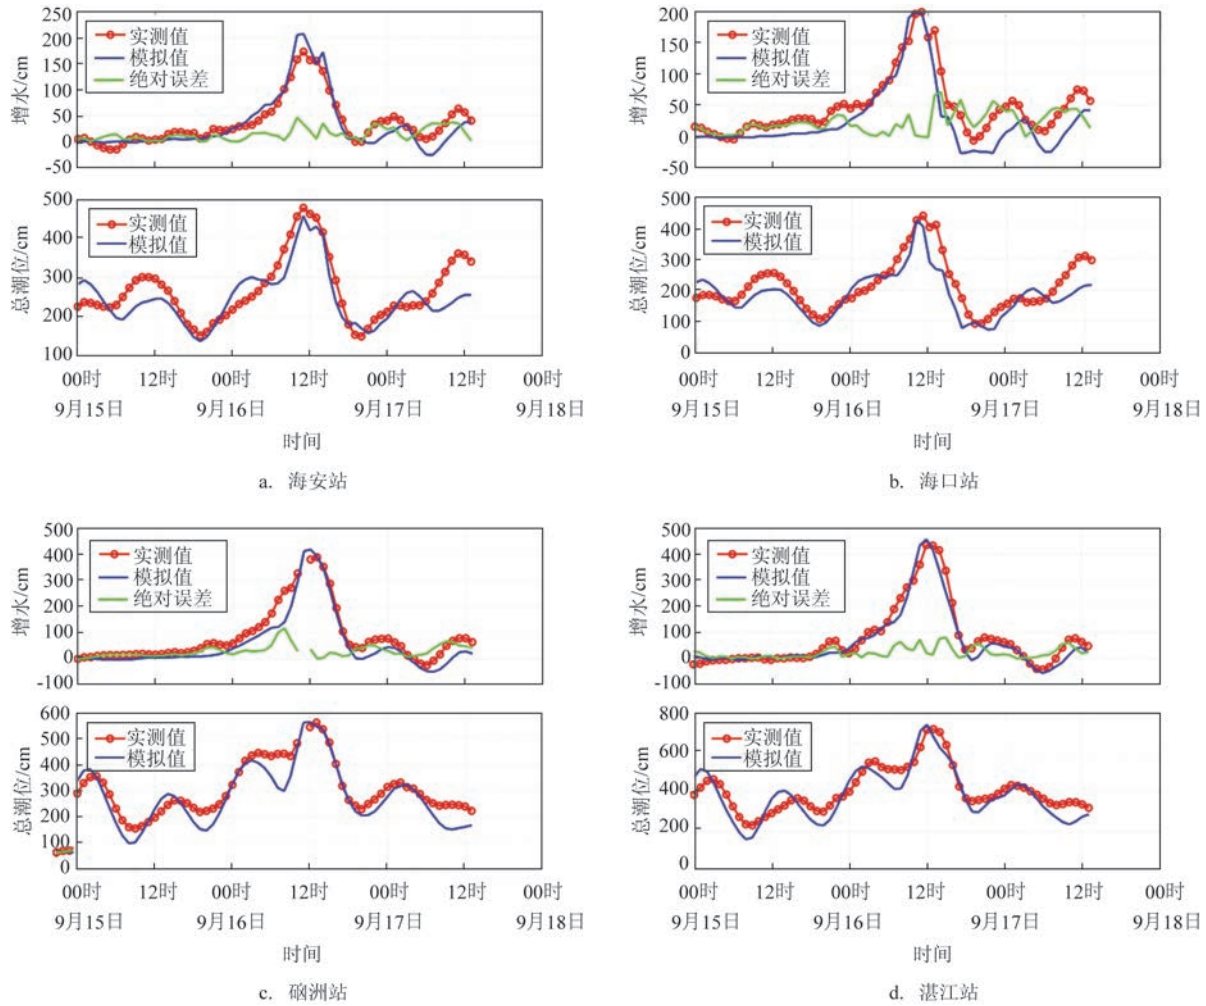 250
200
150
100
50
0
-50
增水/cm
实测值
模拟值
绝对误差
500
400
300
200
100
总潮位/cm
实测值
模拟值
00时 12时 00时 12时 00时 12时 00时
9月15日 9月16日 9月17日 9月18日
时间
a. 海安站
200
150
100
50
0
-50
增水/cm
实测值
模拟值
绝对误差
500
400
300
200
100
0
总潮位/cm
实测值
模拟值
00时 12时 00时 12时 00时 12时 00时
9月15日 9月16日 9月17日 9月18日
时间
b. 海口站
500
400
300
200
100
0
-100
增水/cm
实测值
模拟值
绝对误差
600
500
400
300
200
100
0
总潮位/cm
实测值
模拟值
00时 12时 00时 12时 00时 12时 00时
9月15日 9月16日 9月17日 9月18日
时间
c. 硇洲站
500
400
300
200
100
0
-100
增水/cm
实测值
模拟值
绝对误差
800
600
400
200
0
总潮位/cm
实测值
模拟值
00时 12时 00时 12时 00时 12时 00时
9月15日 9月16日 9月17日 9月18日
时间
d. 湛江站